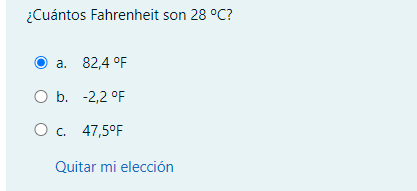 ¿Cuántos Fahrenheit son 28 ºC?
a. 82,4 ºF
b. -2,2 ºF
c. 47,5ºF
Quitar mi elección